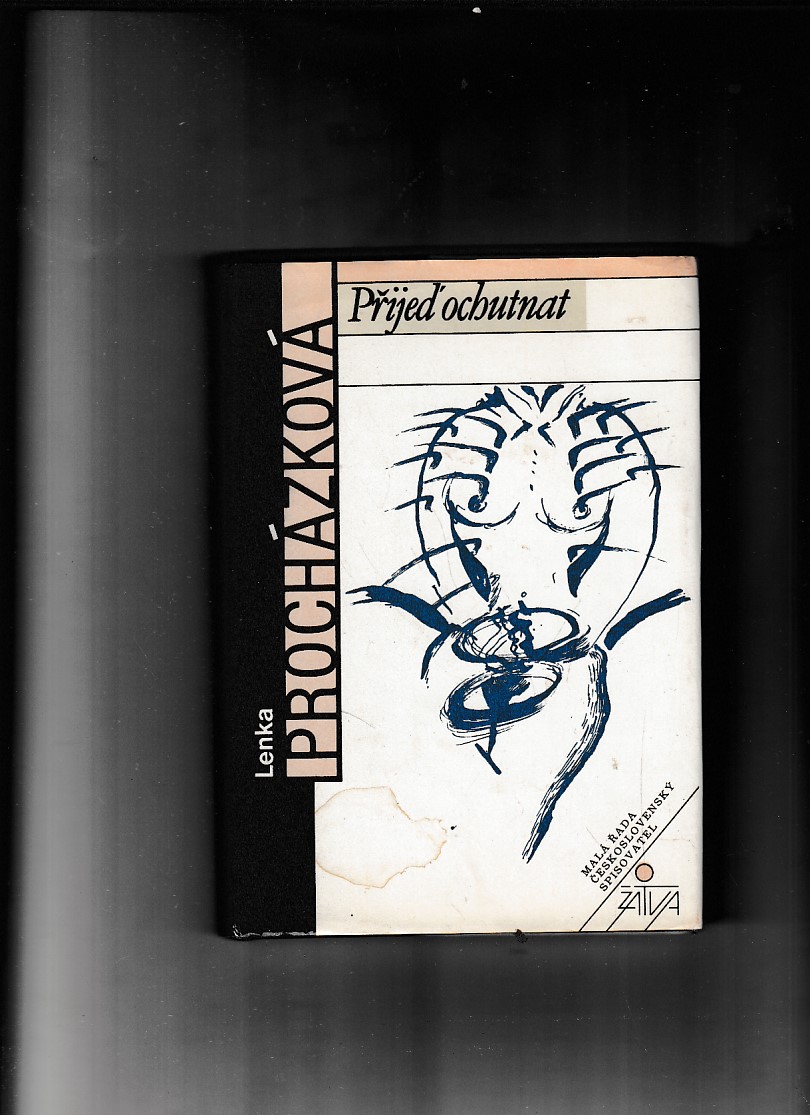 Přijeď ochutnat
Lenka
PROCHÁZKOVÁ
MALÁ ŘADA
ČESKOSLOVENSKÝ
SPISOVATEL
ŽATVA